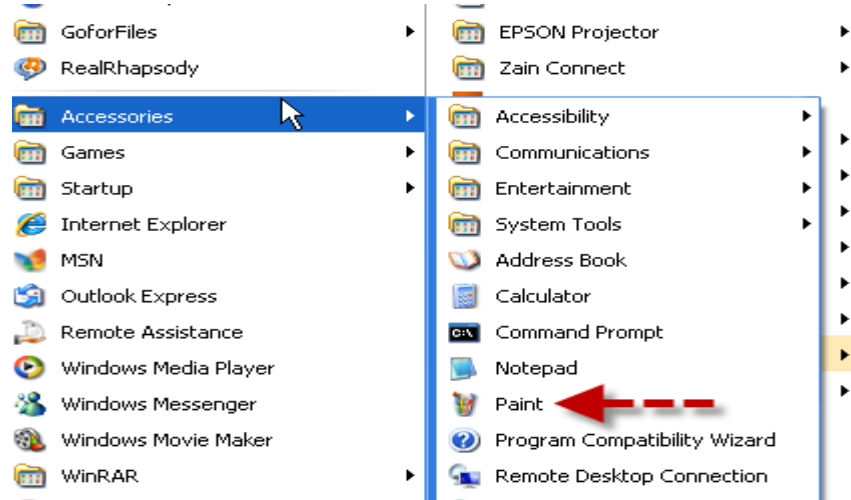 GoforFiles
RealRhapsody
Accessories
Games
Startup
Internet Explorer
MSN
Outlook Express
Remote Assistance
Windows Media Player
Windows Messenger
Windows Movie Maker
WinRAR
EPSON Projector
Zain Connect
Accessibility
Communications
Entertainment
System Tools
Address Book
Calculator
Command Prompt
Notepad
Paint
Program Compatibility Wizard
Remote Desktop Connection